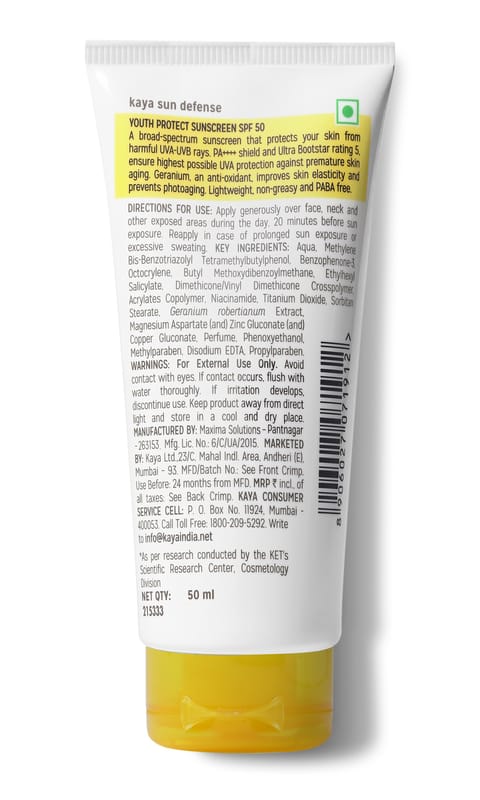 kaya sun defense
YOUTH PROTECT SUNSCREEN SPF 50
A broad-spectrum sunscreen that protects your skin from
harmful UVA-UVB rays. PA++++ shield and Ultra Bootstar rating 5,
ensure highest possible UVA protection against premature skin
aging. Geranium, an anti-oxidant, improves skin elasticity and
prevents photoaging. Lightweight, non-greasy and PABA free.
DIRECTIONS FOR USE: Apply generously over face, neck and
other exposed areas during the day, 20 minutes before sun
exposure. Reapply in case of prolonged sun exposure or
excessive sweating. KEY INGREDIENTS: Aqua, Methylene
Bis-Benzotriazolyl Tetramethylbutylphenol, Benzophenone-3,
Octocrylene, Butyl Methoxydibenzoylmethane, Ethylhexyl
Salicylate, Dimethicone/Vinyl Dimethicone Crosspolymer,
Acrylates Copolymer, Niacinamide, Titanium Dioxide, Sorbitan
Stearate, Geranium robertianum Extract,
Magnesium Aspartate (and) Zinc Gluconate (and)
Copper Gluconate, Perfume, Phenoxyethanol,
Methylparaben, Disodium EDTA, Propylparaben.
WARNINGS: For External Use Only. Avoid
contact with eyes. If contact occurs, flush with
water thoroughly. If irritation develops,
discontinue use. Keep product away from direct
light and store in a cool and dry place.
MANUFACTURED BY: Maxima Solutions - Pantnagar
- 263153, Mfg. Lic. No.: 6/C/UA/2015. MARKETED
BY: Kaya Ltd.,23/C, Mahal Indl. Area, Andheri (E),
Mumbai - 93. MFD/Batch No.: See Front Crimp.
Use Before: 24 months from MFD. MRP ₹ incl., of
all taxes: See Back Crimp. KAYA CONSUMER
SERVICE CELL: P. O. Box No. 11924, Mumbai -
400053. Call Toll Free: 1800-209-5292. Write
to info@kayaindia.net
*As per research conducted by the KET's
Scientific Research Center, Cosmetology
Division
NET QTY: 50 ml
215333
8 906027 071912 >